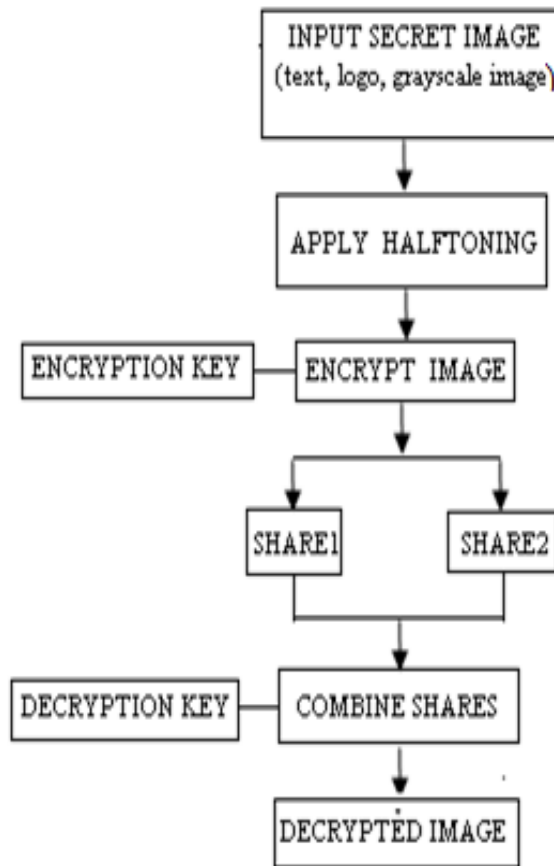 INPUT SECRET IMAGE
(text, logo, grayscale image)
APPLY HALFTONING
ENCRYPTION KEY
ENCRYPT IMAGE
SHARE1
SHARE2
DECRYPTION KEY
COMBINE SHARES
DECRYPTED IMAGE